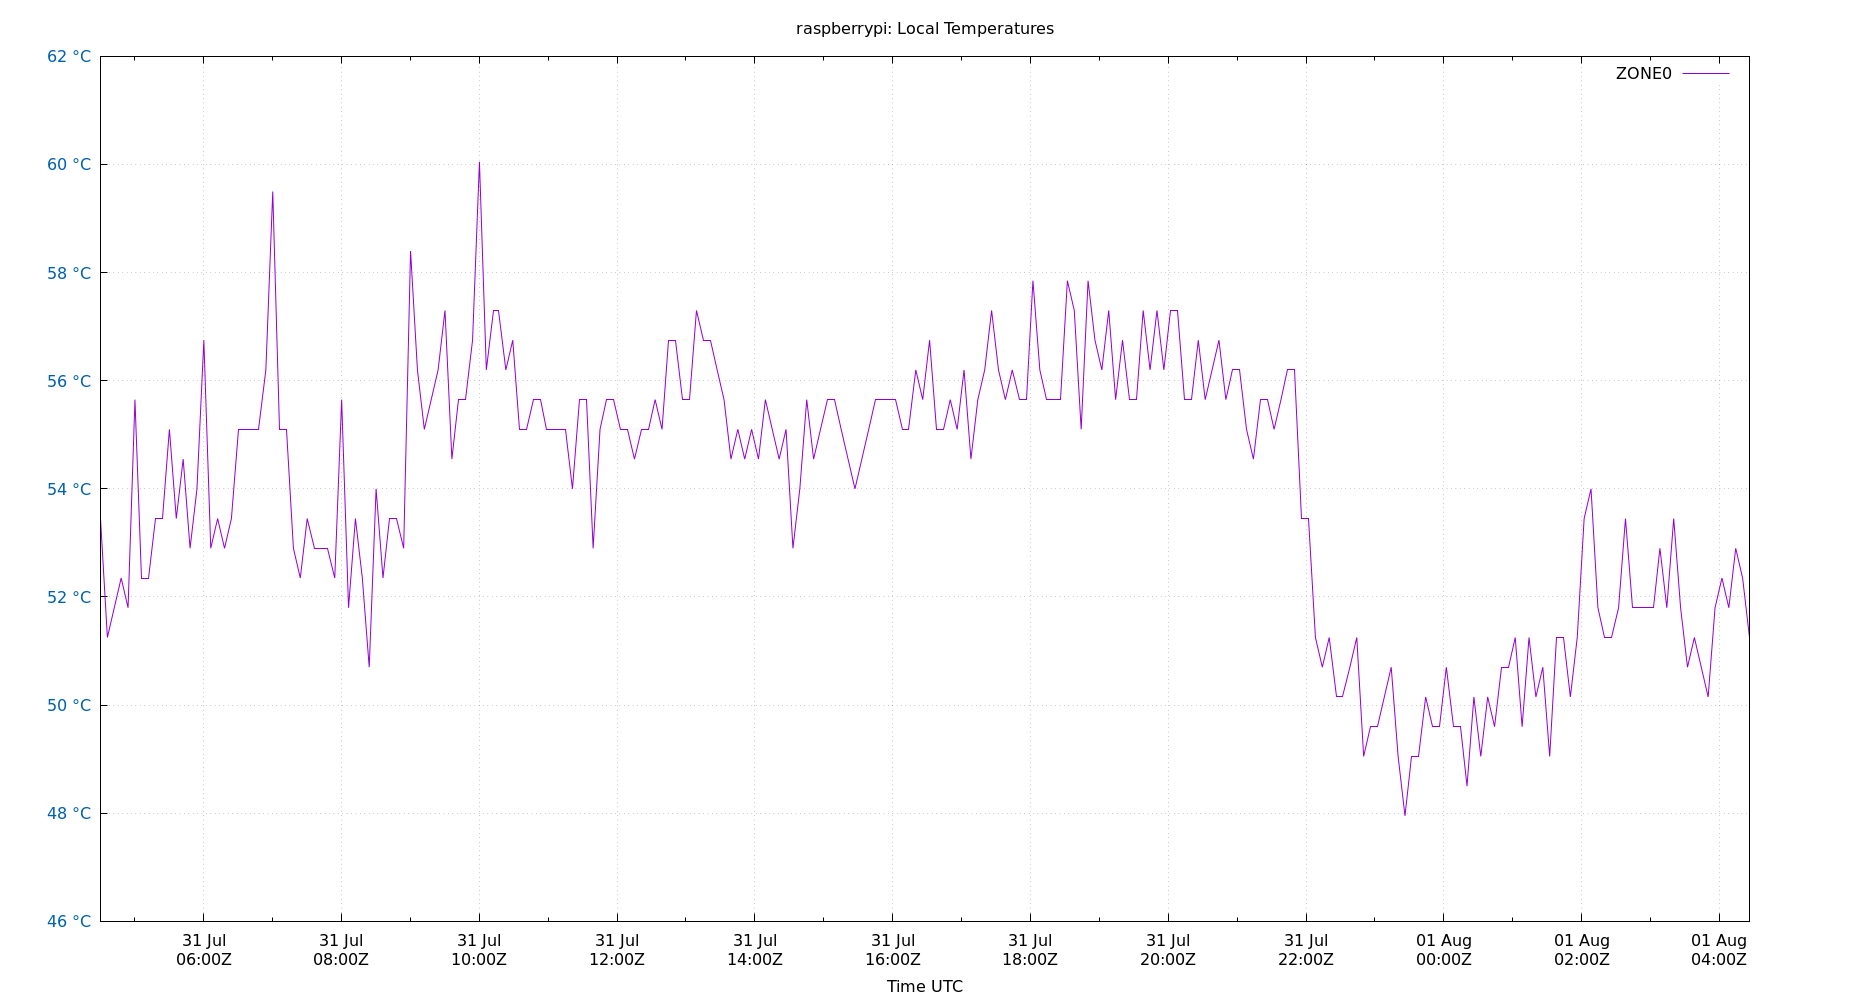 raspberrypi: Local Temperatures
62 °C
ZONE0
60 °C
58 °C
56 °C
54 °C
52 °C
50 °C
48 °C
46 °C
31 Jul 31 Jul 31 Jul 31 Jul 31 Jul 31 Jul 31 Jul 31 Jul 31 Jul 01 Aug 01 Aug 01 Aug
06:00Z 08:00Z 10:00Z 12:00Z 14:00Z 16:00Z 18:00Z 20:00Z 22:00Z 00:00Z 02:00Z 04:00Z
Time UTC